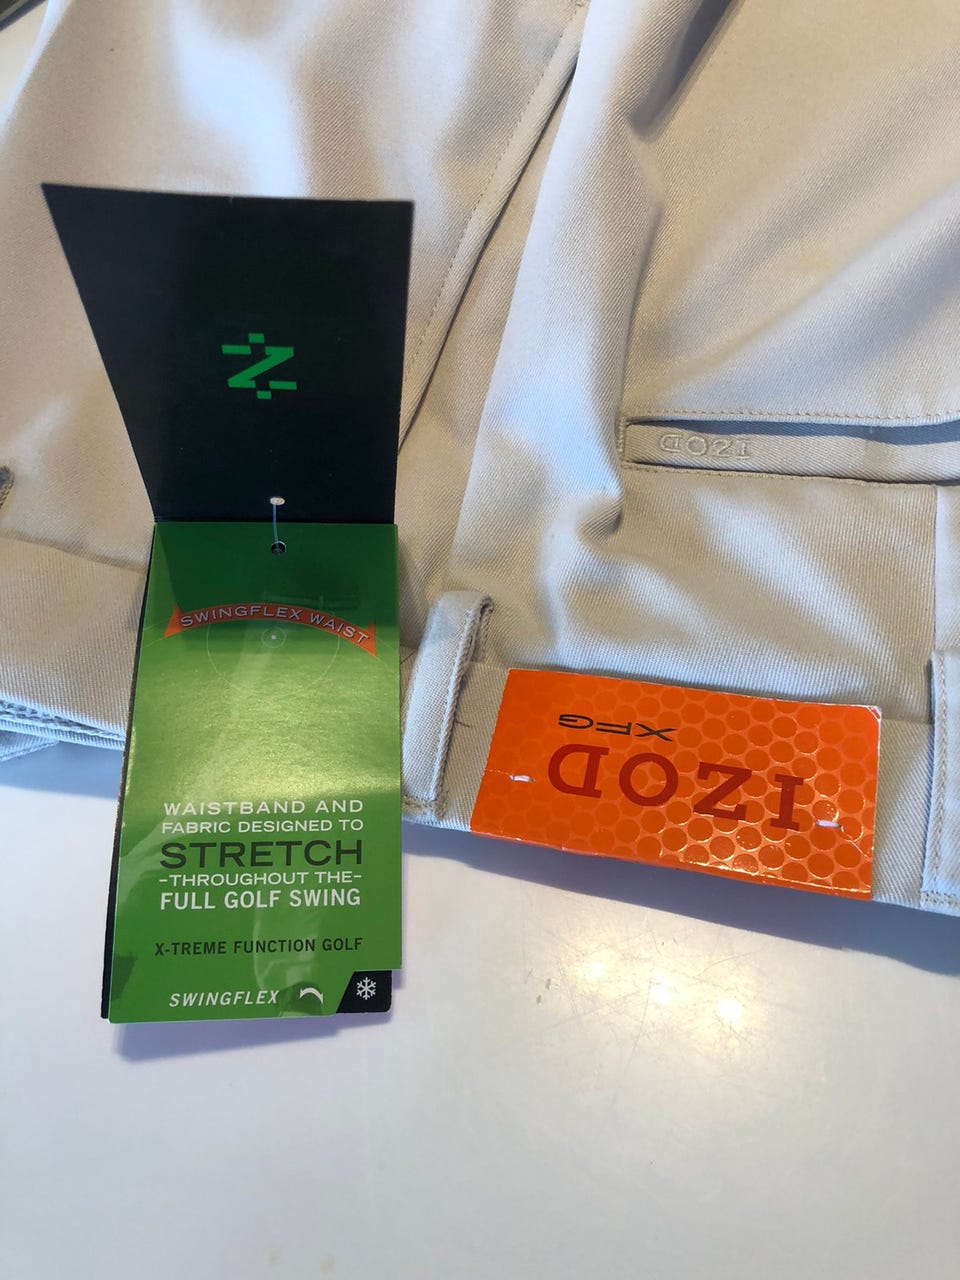 SWINGFLEX WAIST
WAISTBAND AND
FABRIC DESIGNED TO
STRETCH
-THROUGHOUT THE-
FULL GOLF SWING
X-TREME FUNCTION GOLF
SWINGFLEX
IZOD
IZOD
XFG